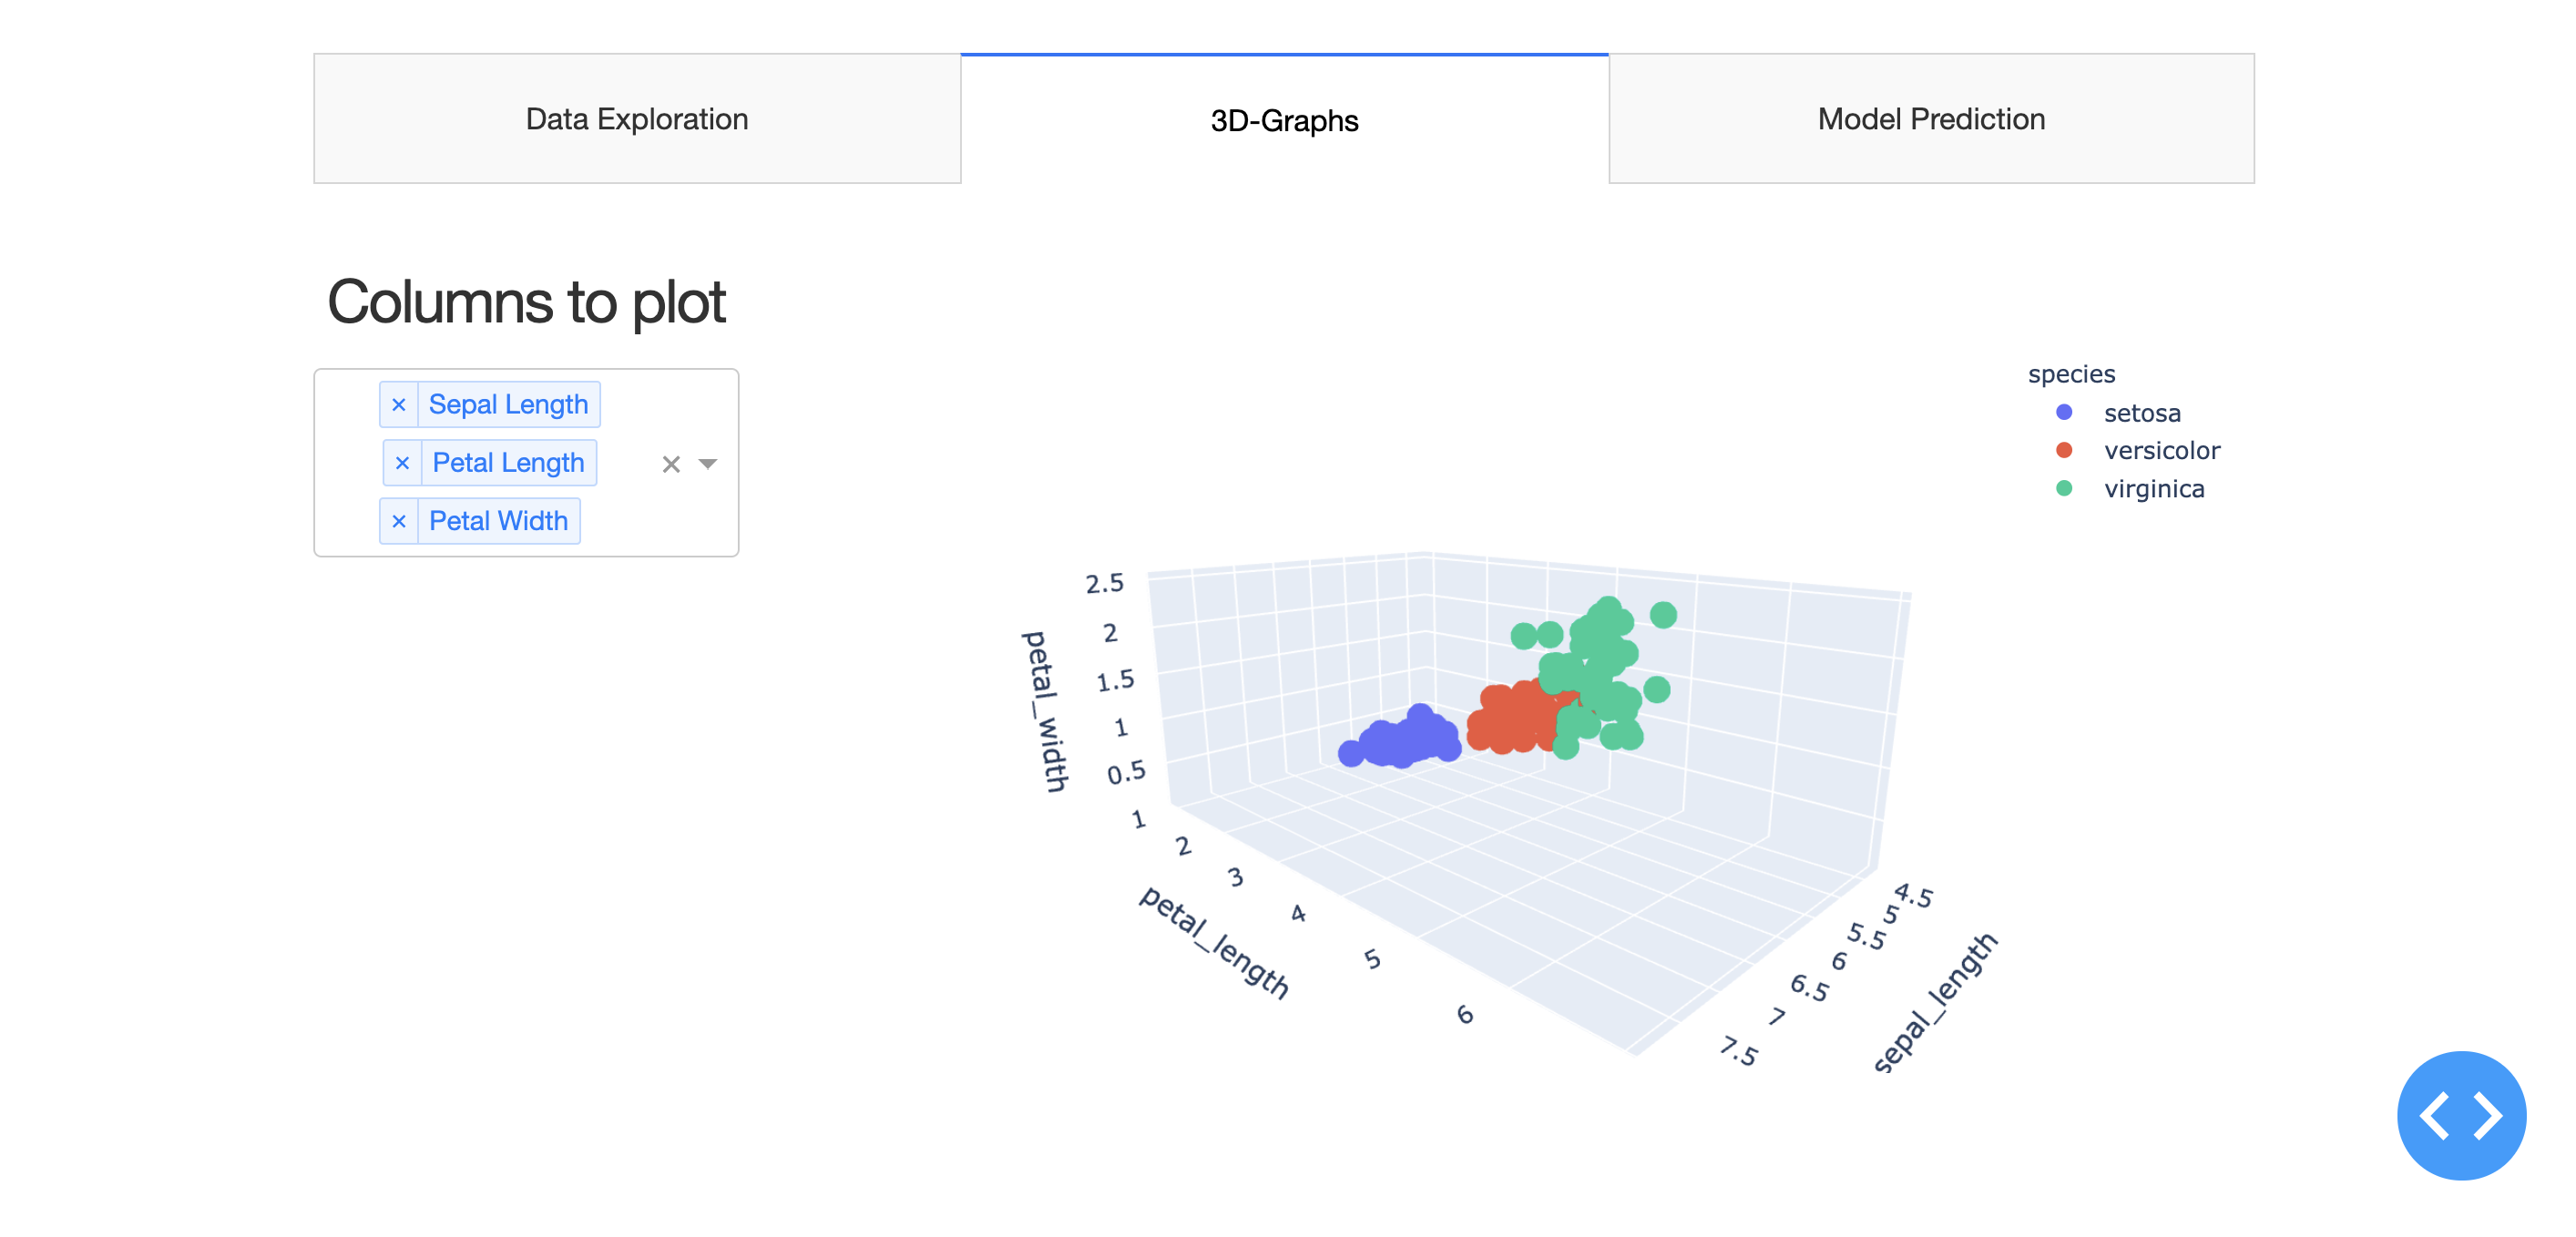 Data Exploration
3D-Graphs
Model Prediction
Columns to plot
× Sepal Length
× Petal Length
× Petal Width
species
setosa
versicolor
virginica
2.5
2
1.5
1
0.5
petal_width
1
2
3
4
5
6
petal_length
4.5
5
5.5
6
6.5
7
7.5
sepal_length